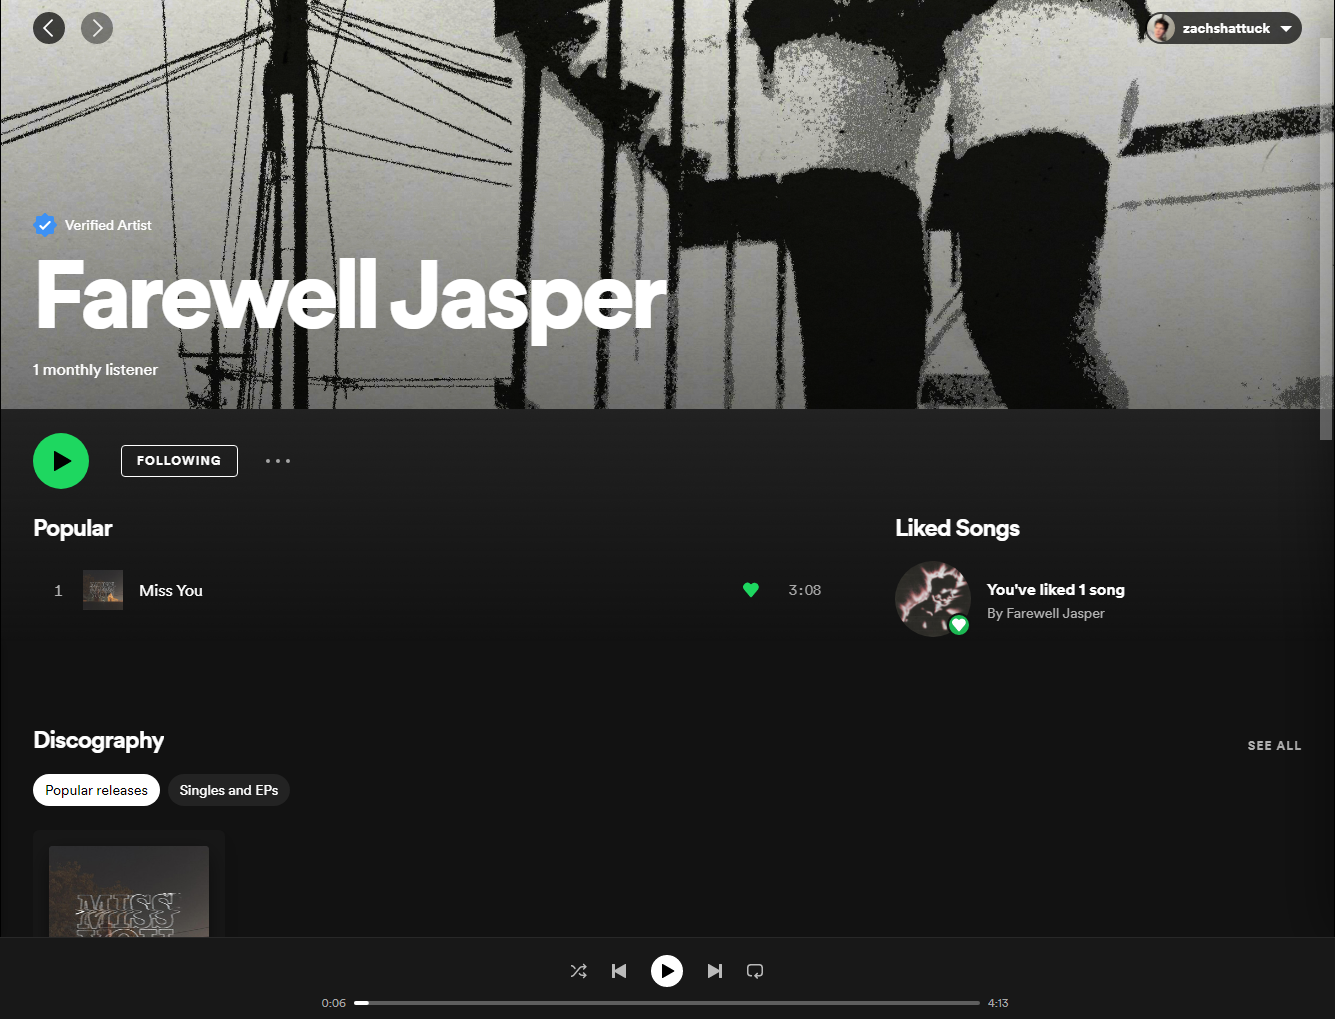 zachshattuck
Verified Artist
Farewell Jasper
1 monthly listener
FOLLOWING
Popular
Liked Songs
1 Miss You 3:08
You've liked 1 song
By Farewell Jasper
Discography
SEE ALL
Popular releases
Singles and EPs
MISS
YOU
0:06
4:13